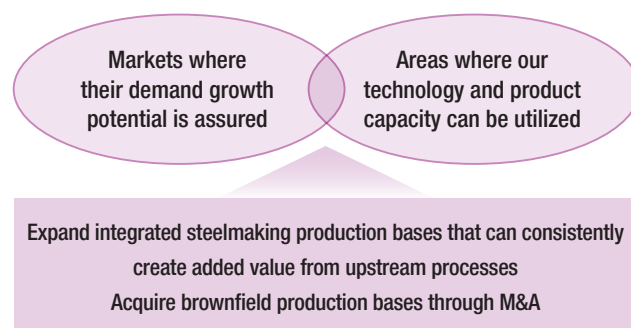 Markets where
their demand growth
potential is assured
Areas where our
technology and product
capacity can be utilized
Expand integrated steelmaking production bases that can consistently
create added value from upstream processes
Acquire brownfield production bases through M&A